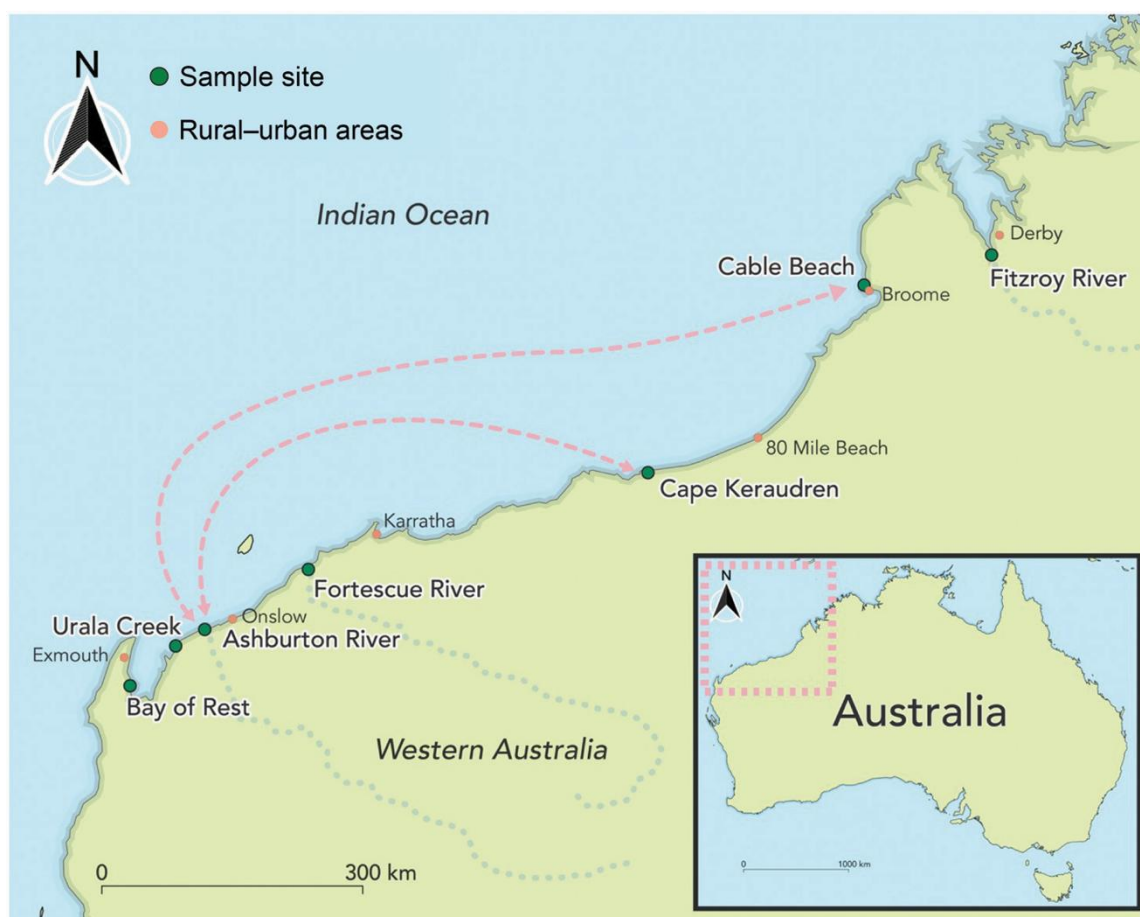 N
Sample site
Rural–urban areas
Indian Ocean
Derby
Cable Beach
Fitzroy River
Broome
80 Mile Beach
Cape Keraudren
Karratha
Fortescue River
Onslow
Urala Creek
Ashburton River
Exmouth
Bay of Rest
Western Australia
0 300 km
N
Australia
0 1000 km